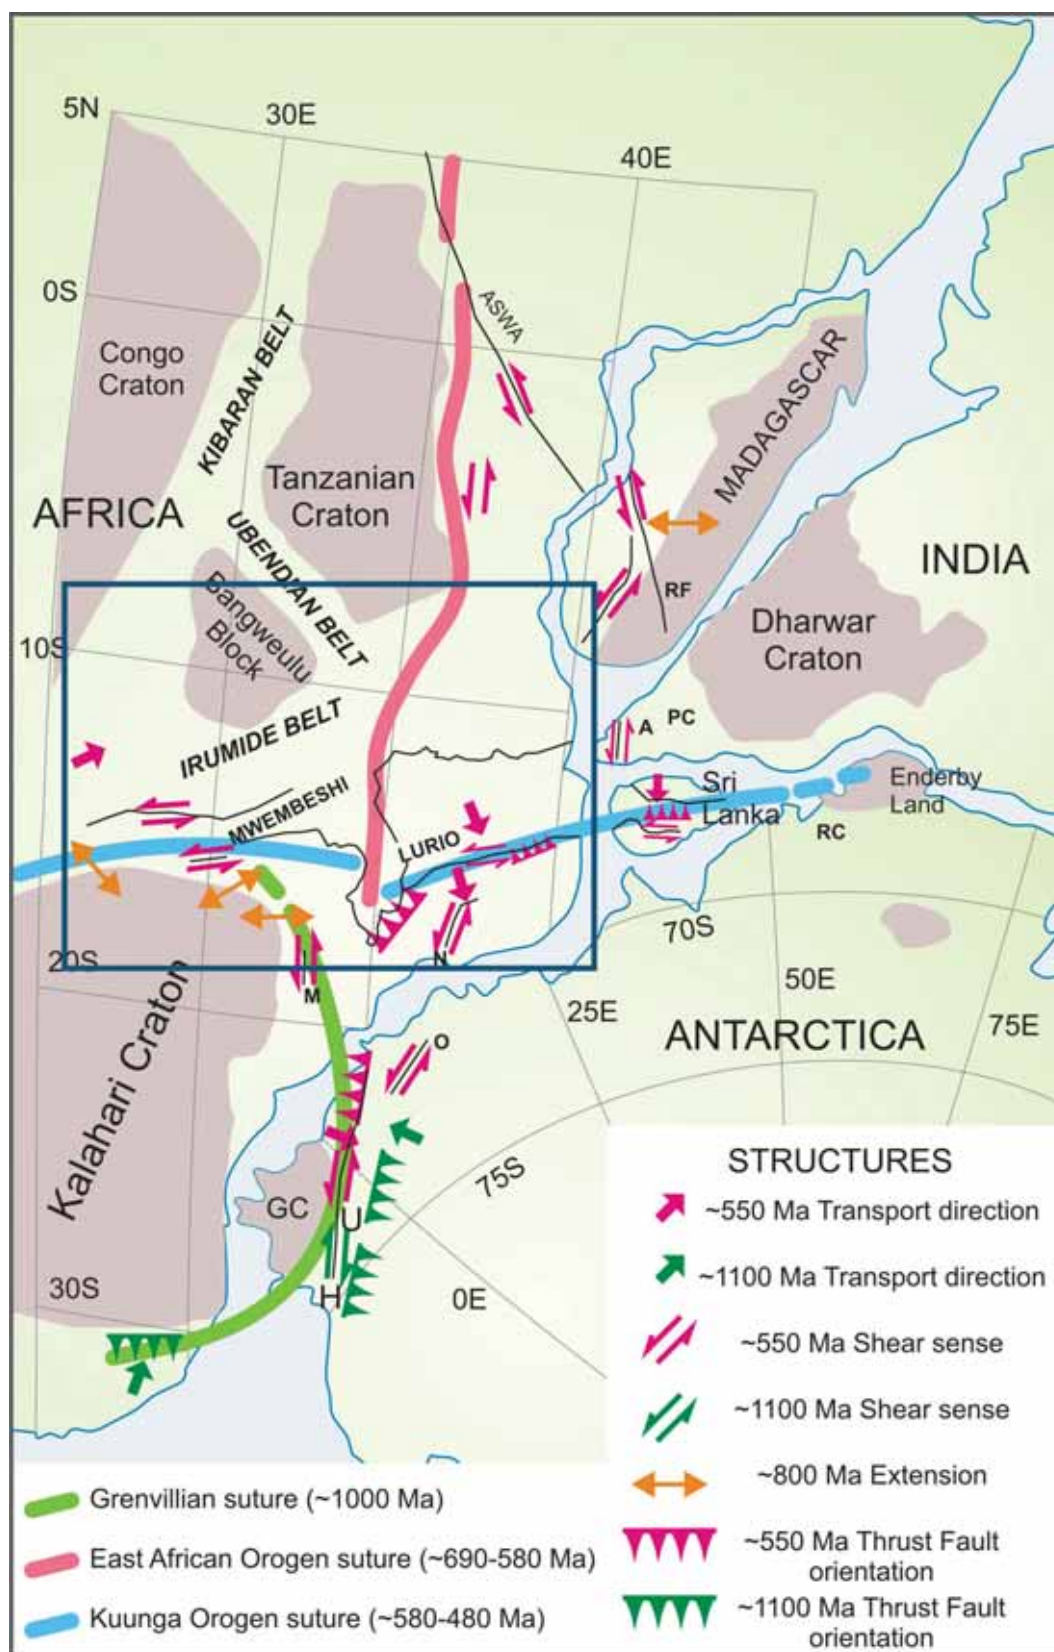 5N
30E
40E
0S
ASWA
Congo
Craton
KIBARAN BELT
MADAGASCAR
Tanzanian
Craton
AFRICA
UBENDIAN BELT
INDIA
Bangweulu
Block
RF
Dharwar
Craton
10S
IRUMIDE BELT
A
PC
Sri
Lanka
Enderby
Land
MWEMBESHI
LURIO
RC
70S
20S
N
M
25E
50E
75E
ANTARCTICA
Kalahari Craton
O
75S
GC
U
H
30S
0E
STRUCTURES
~550 Ma Transport direction
~1100 Ma Transport direction
~550 Ma Shear sense
~1100 Ma Shear sense
~800 Ma Extension
~550 Ma Thrust Fault
orientation
~1100 Ma Thrust Fault
orientation
Grenvillian suture (~1000 Ma)
East African Orogen suture (~690-580 Ma)
Kuunga Orogen suture (~580-480 Ma)